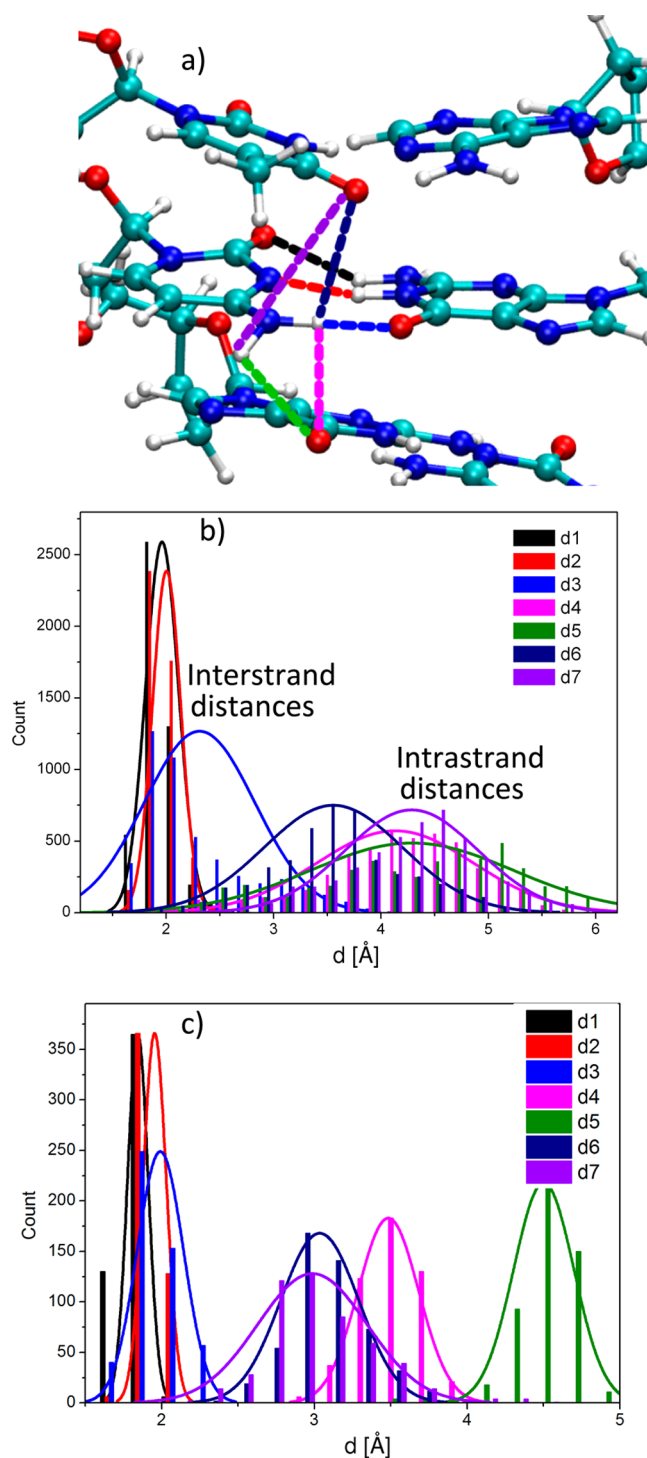 a)
b)
2500
2000
1500
1000
500
0
Count
Interstrand
distances
Intrastrand
distances
d1
d2
d3
d4
d5
d6
d7
2
3
4
5
6
d [Å]
c)
350
300
250
200
150
100
50
0
Count
d1
d2
d3
d4
d5
d6
d7
2
3
4
5
d [Å]